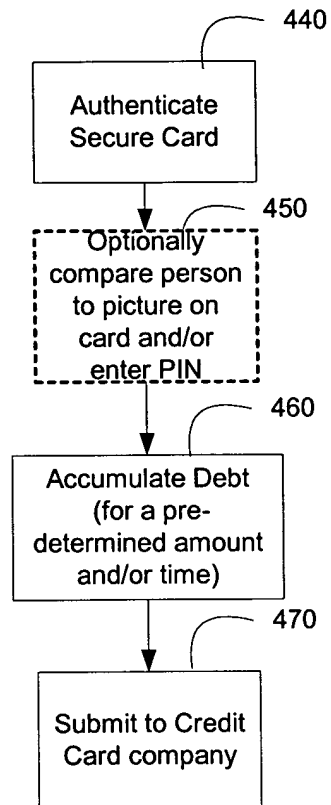 440
Authenticate
Secure Card
450
Optionally
compare person
to picture on
card and/or
enter PIN
460
Accumulate Debt
(for a pre-
determined amount
and/or time)
470
Submit to Credit
Card company